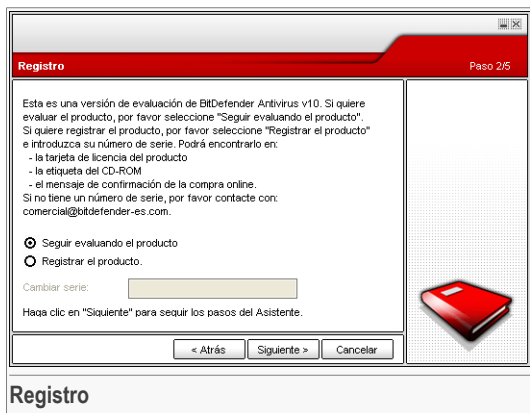 Registro
Paso 2/5
Esta es una versión de evaluación de BitDefender Antivirus v10. Si quiere
evaluar el producto, por favor seleccione "Seguir evaluando el producto".
Si quiere registrar el producto, por favor seleccione "Registrar el producto"
e introduzca su número de serie. Podrá encontrarlo en:
- la tarjeta de licencia del producto
- la etiqueta del CD-ROM
- el mensaje de confirmación de la compra online.
Si no tiene un número de serie, por favor contacte con:
comercial@bitdefender-es.com.
Seguir evaluando el producto
Registrar el producto.
Cambiar serie:
Haga clic en "Siguiente" para seguir los pasos del Asistente.
< Atrás
Siguiente >
Cancelar
Registro